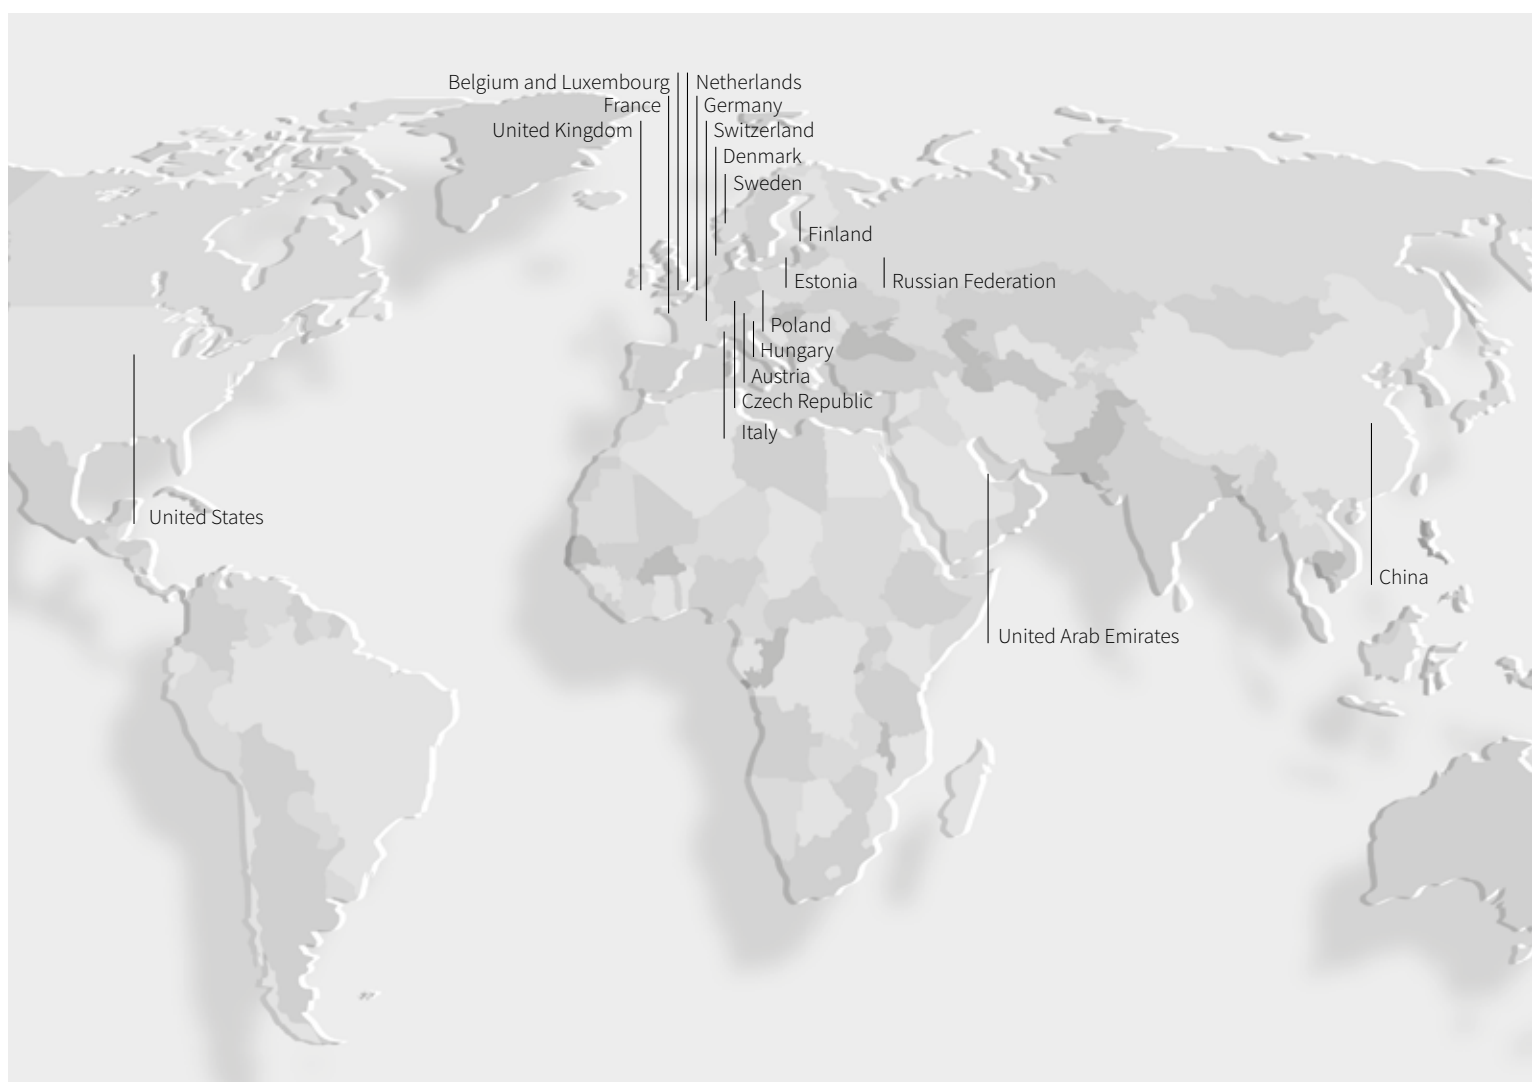 Belgium and Luxembourg
Netherlands
France
Germany
United Kingdom
Switzerland
Denmark
Sweden
Finland
Estonia
Russian Federation
Poland
Hungary
Austria
Czech Republic
Italy
United States
China
United Arab Emirates